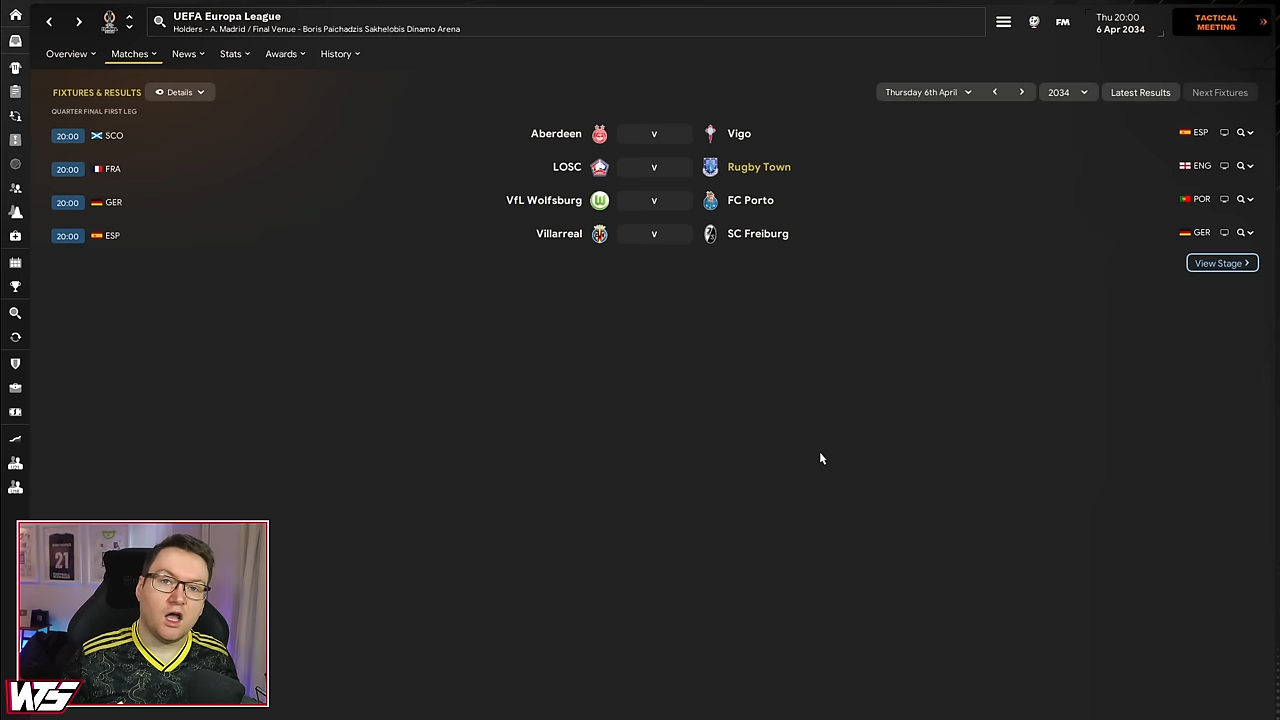 UEFA Europa League
Holders - A. Madrid / Final Venue - Boris Paichadzis Sakhelobis Dinamo Arena
FM
Thu 20:00
6 Apr 2034
TACTICAL
MEETING
Overview
Matches
News
Stats
Awards
History
FIXTURES & RESULTS
Details
Thursday 6th April
2034
Latest Results
Next Fixtures
QUARTER FINAL FIRST LEG
20:00 SCO Aberdeen v Vigo ESP
20:00 FRA LOSC v Rugby Town ENG
20:00 GER VfL Wolfsburg v FC Porto POR
20:00 ESP Villarreal v SC Freiburg GER
View Stage
21
WTS